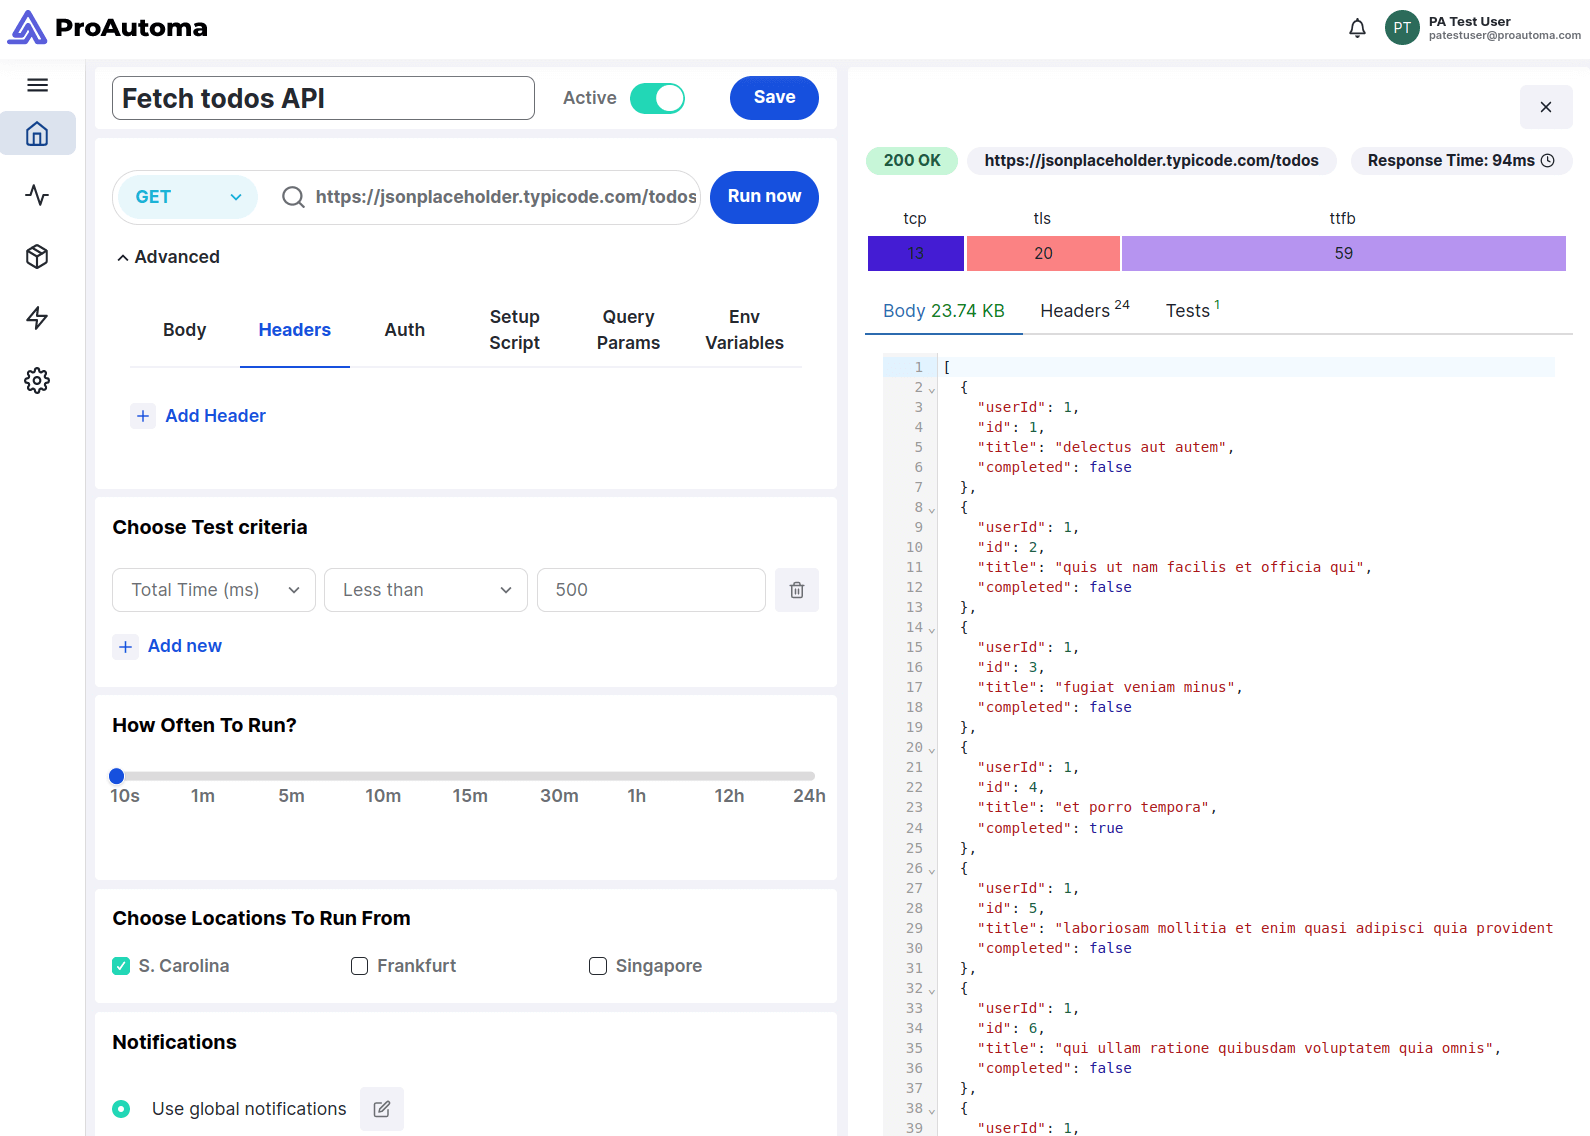 ProAutoma
PT
PA Test User
patestuser@proautoma.com
Fetch todos API
Active
Save
GET
https://jsonplaceholder.typicode.com/todos
Run now
Advanced
Body
Headers
Auth
Setup Script
Query Params
Env Variables
+ Add Header
Choose Test criteria
Total Time (ms)
Less than
500
+ Add new
How Often To Run?
10s 1m 5m 10m 15m 30m 1h 12h 24h
Choose Locations To Run From
S. Carolina
Frankfurt
Singapore
Notifications
Use global notifications
200 OK
https://jsonplaceholder.typicode.com/todos
Response Time: 94ms
tcp tls ttfb
13 20 59
Body 23.74 KB
Headers 24
Tests 1
1 [
2 {
3 "userId": 1,
4 "id": 1,
5 "title": "delectus aut autem",
6 "completed": false
7 },
8 {
9 "userId": 1,
10 "id": 2,
11 "title": "quis ut nam facilis et officia qui",
12 "completed": false
13 },
14 {
15 "userId": 1,
16 "id": 3,
17 "title": "fugiat veniam minus",
18 "completed": false
19 },
20 {
21 "userId": 1,
22 "id": 4,
23 "title": "et porro tempora",
24 "completed": true
25 },
26 {
27 "userId": 1,
28 "id": 5,
29 "title": "laboriosam mollitia et enim quasi adipisci quia provident
30 "completed": false
31 },
32 {
33 "userId": 1,
34 "id": 6,
35 "title": "qui ullam ratione quibusdam voluptatem quia omnis",
36 "completed": false
37 },
38 {
39 "userId": 1,